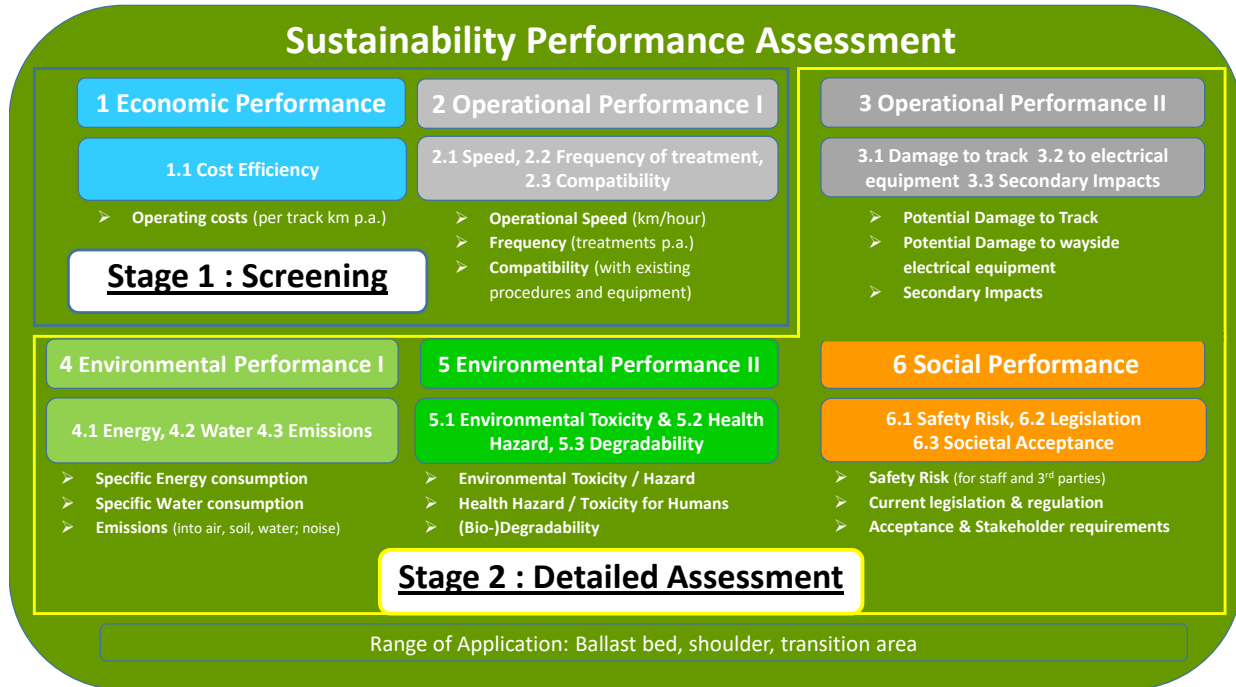 Sustainability Performance Assessment
1 Economic Performance
1.1 Cost Efficiency
➢ Operating costs (per track km p.a.)
Stage 1 : Screening
2 Operational Performance I
2.1 Speed, 2.2 Frequency of treatment,
2.3 Compatibility
➢ Operational Speed (km/hour)
➢ Frequency (treatments p.a.)
➢ Compatibility (with existing
procedures and equipment)
3 Operational Performance II
3.1 Damage to track 3.2 to electrical
equipment 3.3 Secondary Impacts
➢ Potential Damage to Track
➢ Potential Damage to wayside
electrical equipment
➢ Secondary Impacts
4 Environmental Performance I
4.1 Energy, 4.2 Water 4.3 Emissions
➢ Specific Energy consumption
➢ Specific Water consumption
➢ Emissions (into air, soil, water; noise)
5 Environmental Performance II
5.1 Environmental Toxicity & 5.2 Health
Hazard, 5.3 Degradability
➢ Environmental Toxicity / Hazard
➢ Health Hazard / Toxicity for Humans
➢ (Bio-)Degradability
6 Social Performance
6.1 Safety Risk, 6.2 Legislation
6.3 Societal Acceptance
➢ Safety Risk (for staff and 3rd parties)
➢ Current legislation & regulation
➢ Acceptance & Stakeholder requirements
Stage 2 : Detailed Assessment
Range of Application: Ballast bed, shoulder, transition area